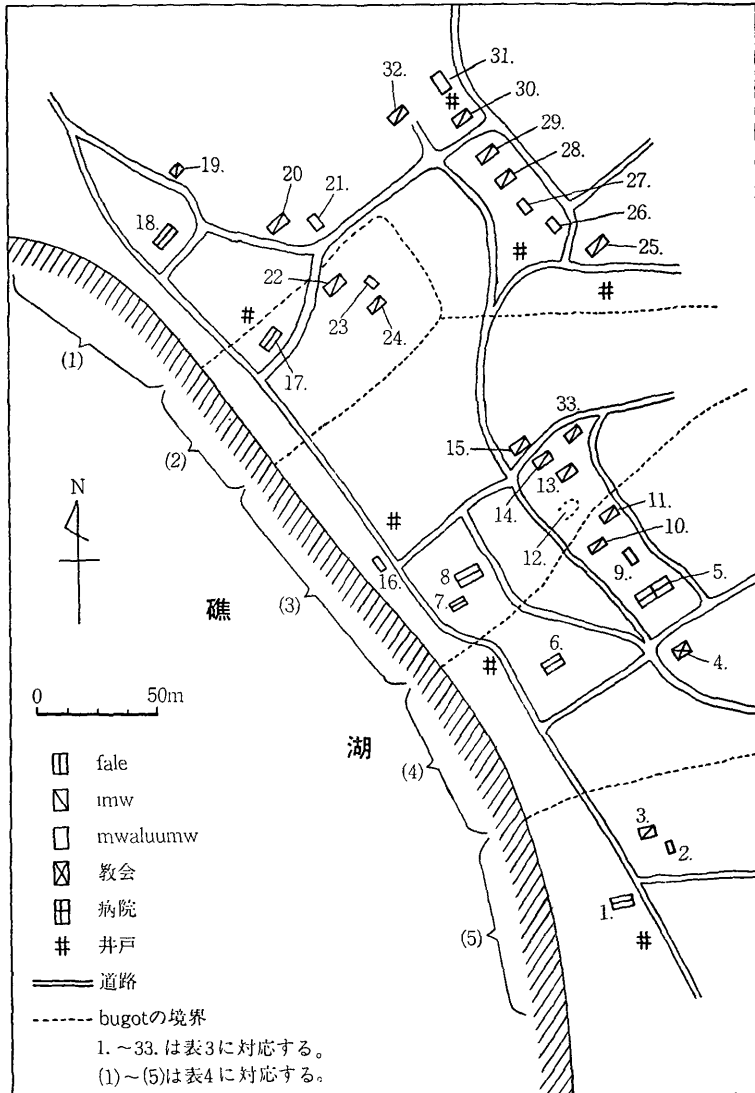 31.
32.
30.
29.
28.
19.
20
21.
27.
26.
18.
25.
22
23
24.
17.
(1)
(2)
33.
15.
13.
14.
11.
12.
10.
N
(3)
16.
8
7.
9.
5.
礁
6.
4.
0
50m
湖
(4)
fale
imw
mwaluumw
3.
2.
教会
病院
1.
井戸
(5)
道路
bugotの境界
1.~33.は表3に対応する。
(1)~(5)は表4に対応する。